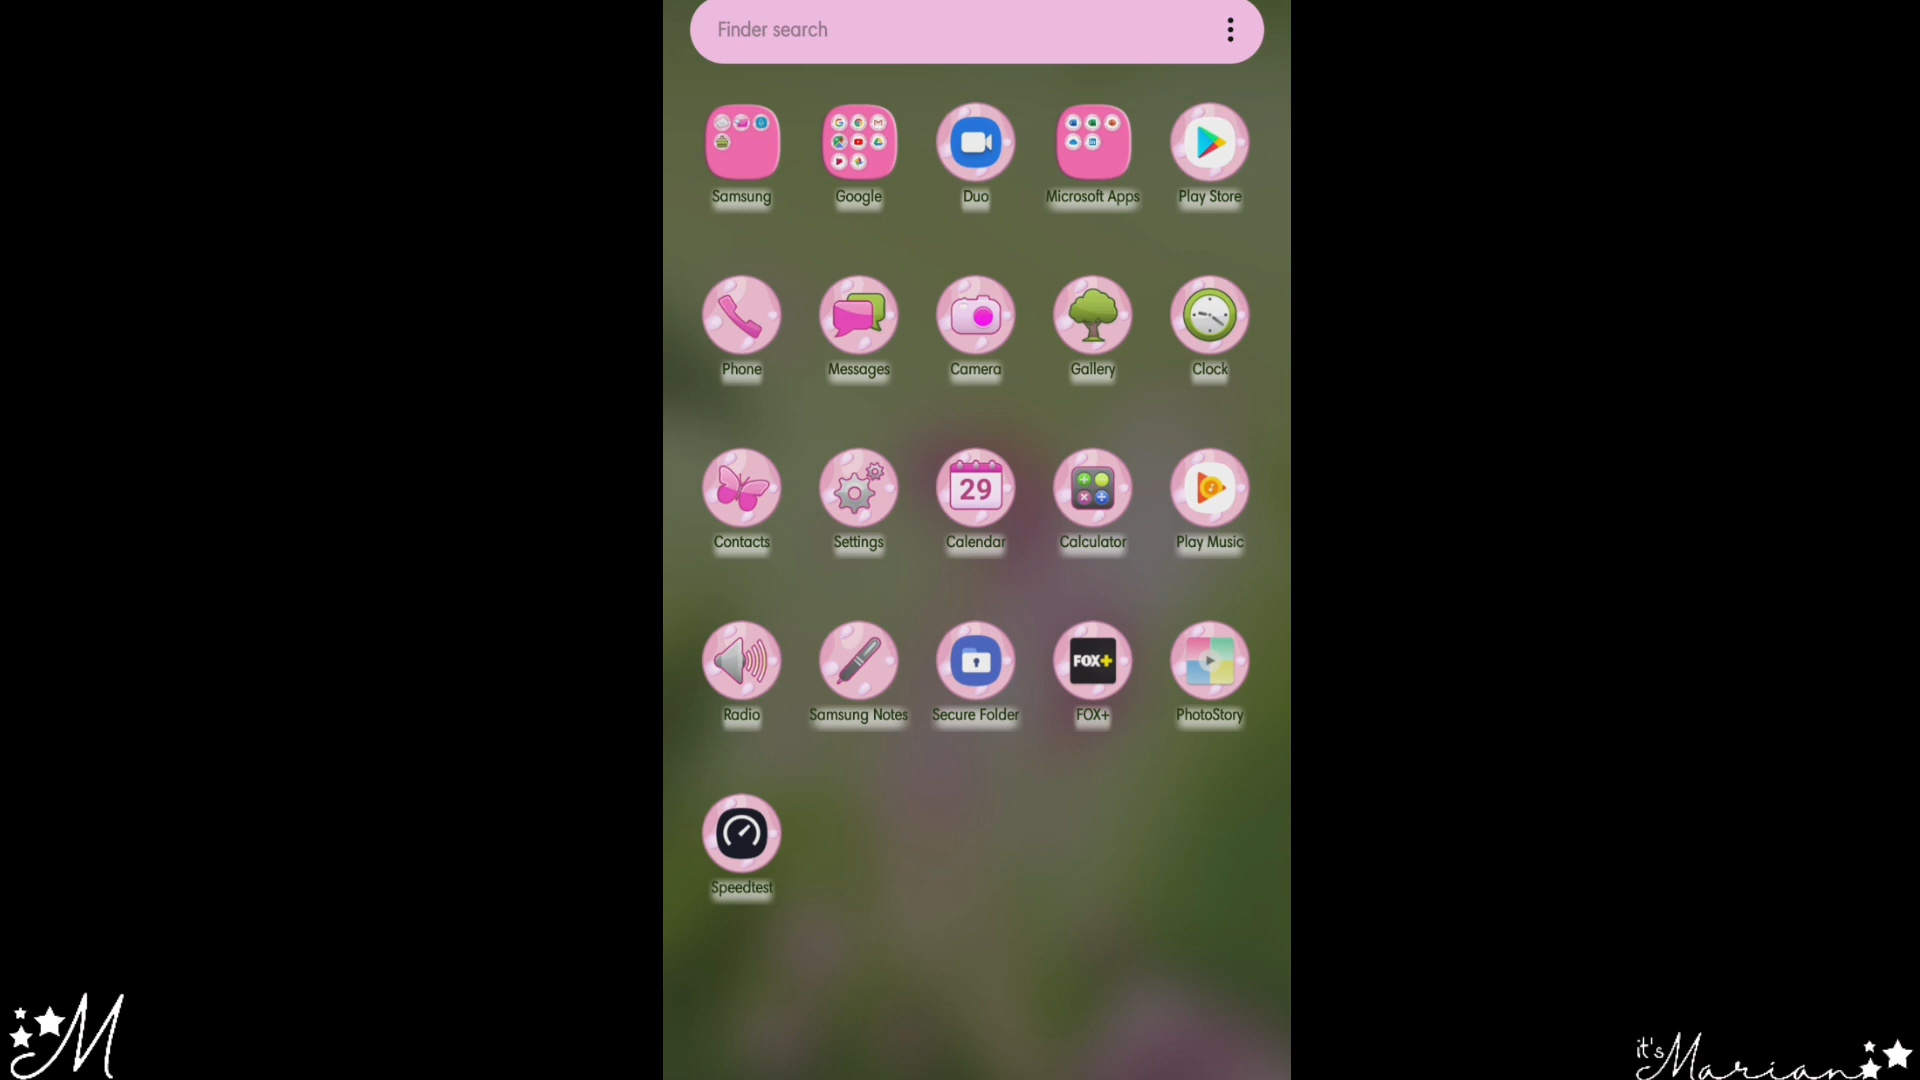 Finder search
Samsung Google Duo Microsoft Apps Play Store
Phone Messages Camera Gallery Clock
29
Contacts Settings Calendar Calculator Play Music
FOX+
Radio Samsung Notes Secure Folder FOX+ PhotoStory
Speedtest
M
it's Marian